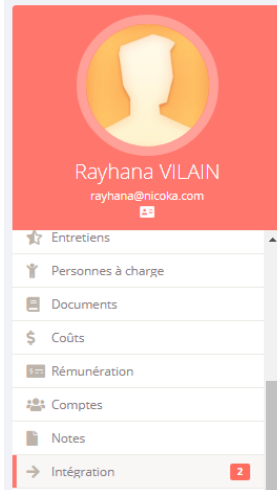 Rayhana VILAIN
rayhana@nicoka.com
Entretiens
Personnes à charge
Documents
Coûts
Rémunération
Comptes
Notes
Intégration 2